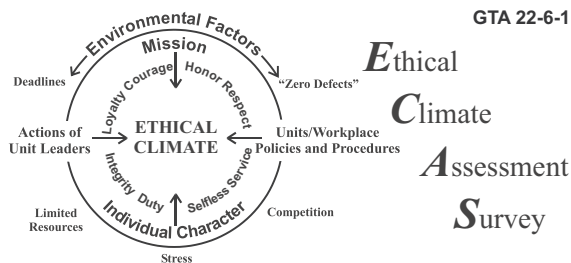 GTA 22-6-1
Environmental Factors
Mission
Deadlines
"Zero Defects"
Loyalty Courage
Honor Respect
Actions of
Unit Leaders
ETHICAL
CLIMATE
Units/Workplace
Policies and Procedures
Integrity Duty
Selfless Service
Individual Character
Limited
Resources
Competition
Stress
Ethical
Climate
Assessment
Survey